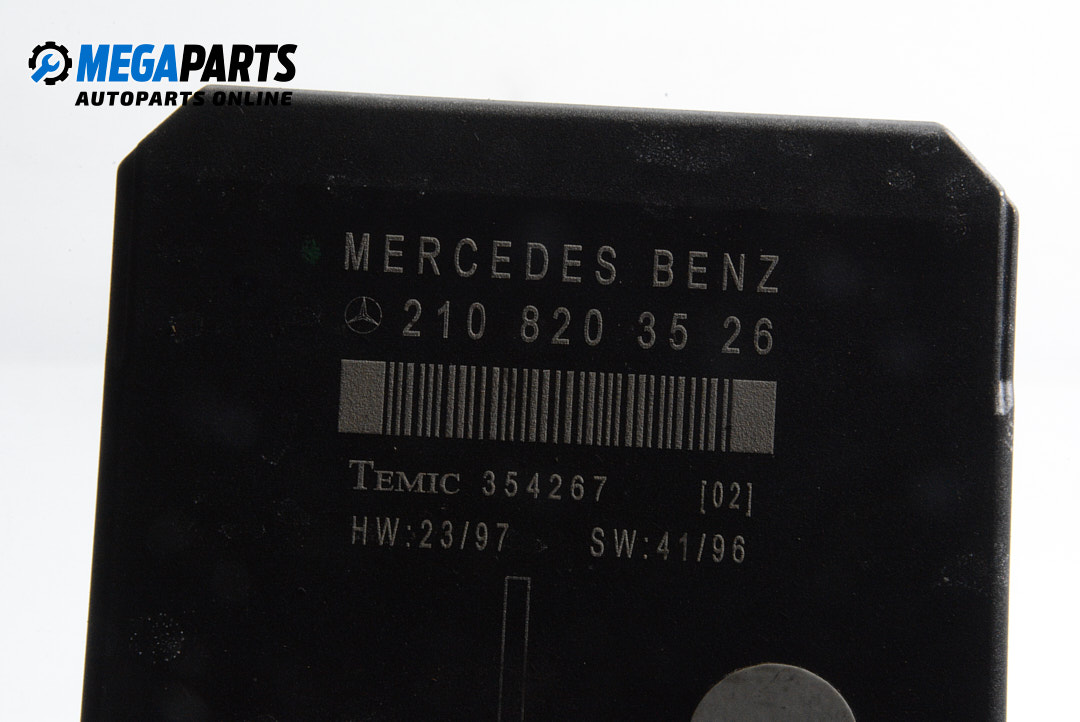 MEGAPARTS
AUTOPARTS ONLINE
MERCEDES BENZ
210 820 35 26
TEMIC 354267 [02]
HW:23/97 SW:41/96